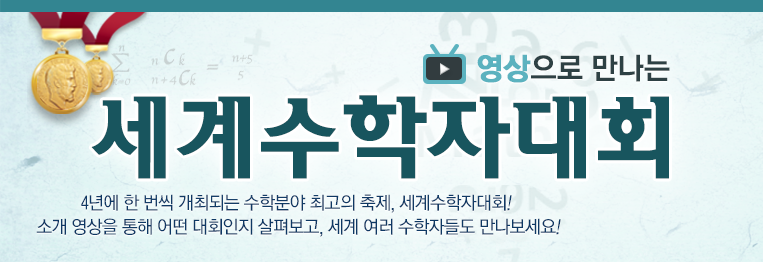 영상으로 만나는
세계수학자대회
4년에 한 번씩 개최되는 수학분야 최고의 축제, 세계수학자대회!
소개 영상을 통해 어떤 대회인지 살펴보고, 세계 여러 수학자들도 만나보세요!